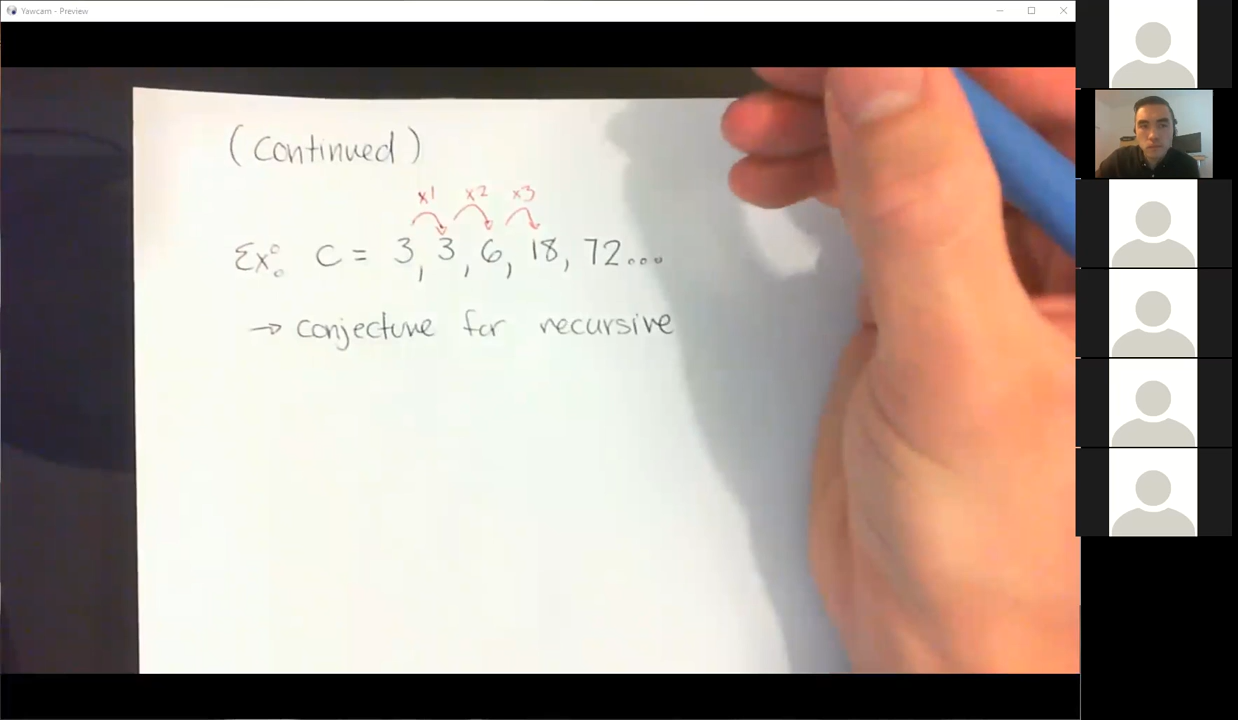 Yawcam - Preview
(Continued)
x1 x2 x3
Ex: C = 3, 3, 6, 18, 72...
→ conjecture for recursive